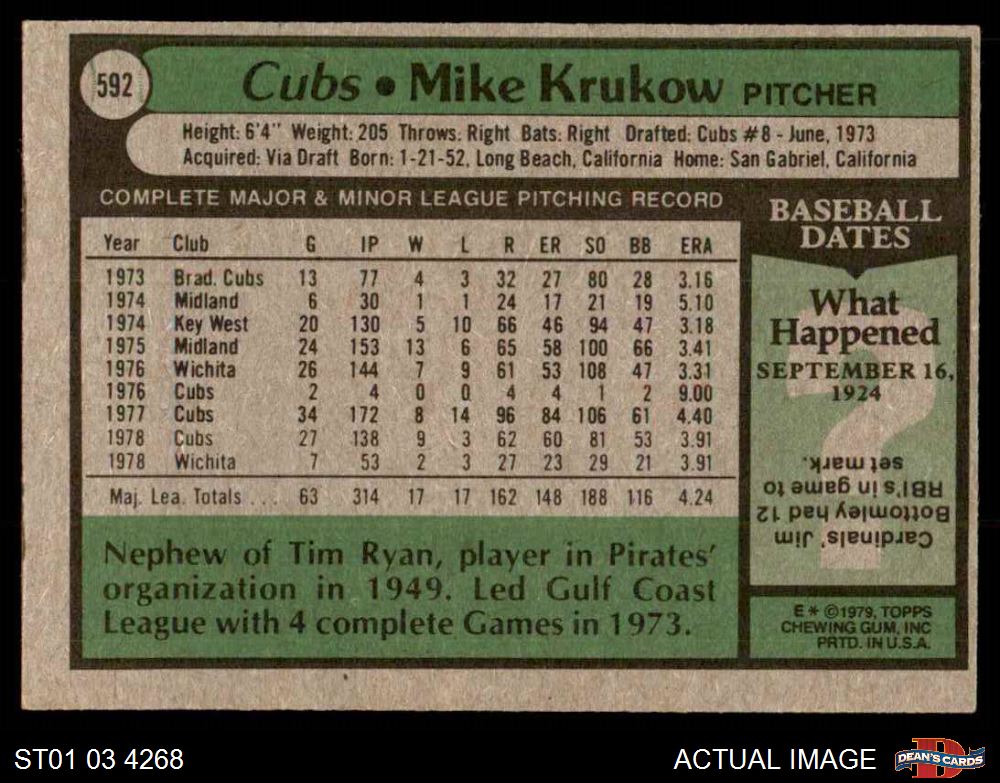 592
Cubs • Mike Krukow PITCHER
Height: 6'4" Weight: 205 Throws: Right Bats: Right Drafted: Cubs #8 - June, 1973
Acquired: Via Draft Born: 1-21-52, Long Beach, California Home: San Gabriel, California
COMPLETE MAJOR & MINOR LEAGUE PITCHING RECORD
Year Club G IP W L R ER SO BB ERA
1973 Brad. Cubs 13 77 4 3 32 27 80 28 3.16
1974 Midland 6 30 1 1 24 17 21 19 5.10
1974 Key West 20 130 5 10 66 46 94 47 3.18
1975 Midland 24 153 13 6 65 58 100 66 3.41
1976 Wichita 26 144 7 9 61 53 108 47 3.31
1976 Cubs 2 4 0 0 4 4 1 2 9.00
1977 Cubs 34 172 8 14 96 84 106 61 4.40
1978 Cubs 27 138 9 3 62 60 81 53 3.91
1978 Wichita 7 53 2 3 27 23 29 21 3.91
Maj. Lea. Totals . . . 63 314 17 17 162 148 188 116 4.24
Nephew of Tim Ryan, player in Pirates'
organization in 1949. Led Gulf Coast
League with 4 complete Games in 1973.
BASEBALL
DATES
What
Happened
SEPTEMBER 16,
1924
?
Cardinals' Jim
Bottomley had 12
RBI's in game to
set mark.
E* ©1979, TOPPS
CHEWING GUM, INC
PRTD. IN U.S.A.
ST01 03 4268
ACTUAL IMAGE
D
DEAN'S CARDS